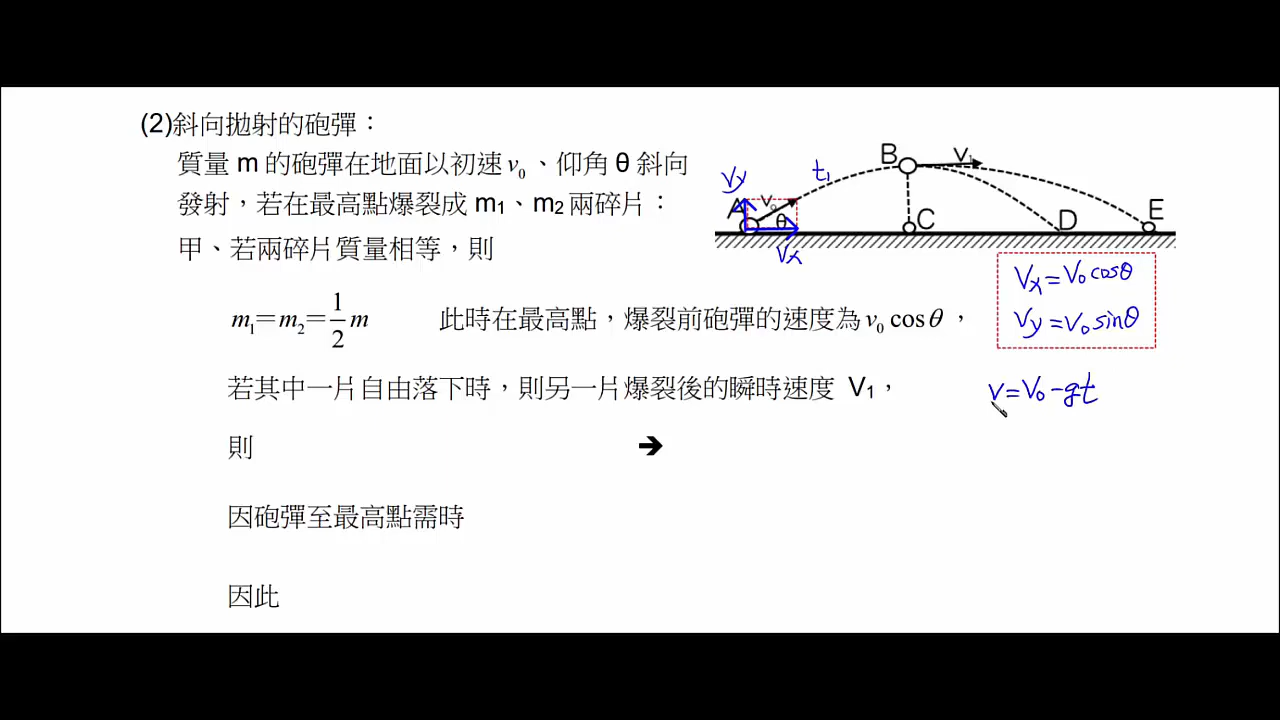 (2)斜向拋射的砲彈：
質量 m 的砲彈在地面以初速 v₀、仰角 θ 斜向
發射，若在最高點爆裂成 m₁、m₂ 兩碎片：
甲、若兩碎片質量相等，則
m₁=m₂=1/2 m 此時在最高點，爆裂前砲彈的速度為 v₀ cosθ，
若其中一片自由落下時，則另一片爆裂後的瞬時速度 V₁，
則 ➔
因砲彈至最高點需時
因此
B V₁
t₁
Vy
A V₀ θ C D E
Vx
Vx=V₀cosθ
Vy=V₀sinθ
v=V₀-gt